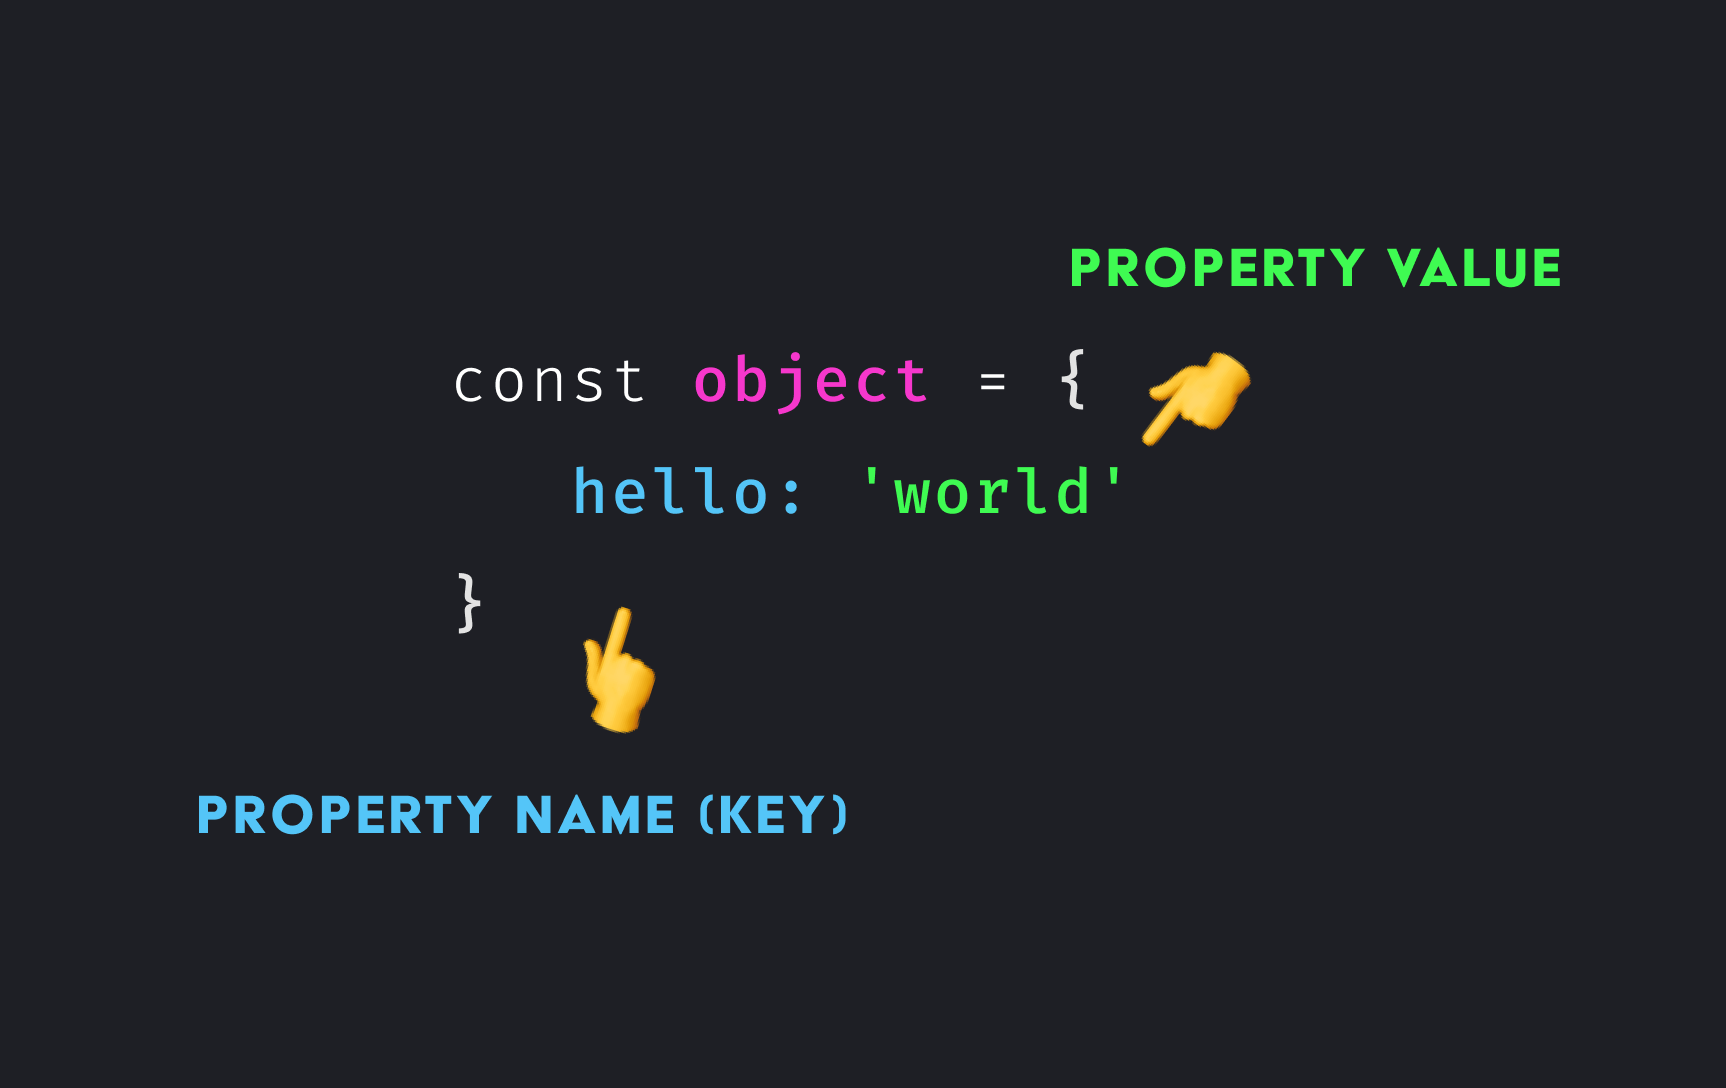 PROPERTY VALUE
const object = {
hello: 'world'
}
PROPERTY NAME (KEY)